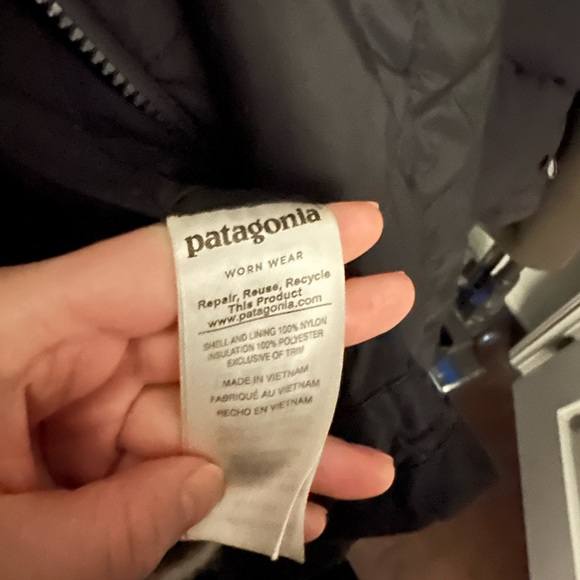 patagonia
WORN WEAR
Repair, Reuse, Recycle
This Product
www.patagonia.com
SHELL AND LINING 100% NYLON
INSULATION 100% POLYESTER
EXCLUSIVE OF TRIM
MADE IN VIETNAM
FABRIQUÉ AU VIETNAM
HECHO EN VIETNAM